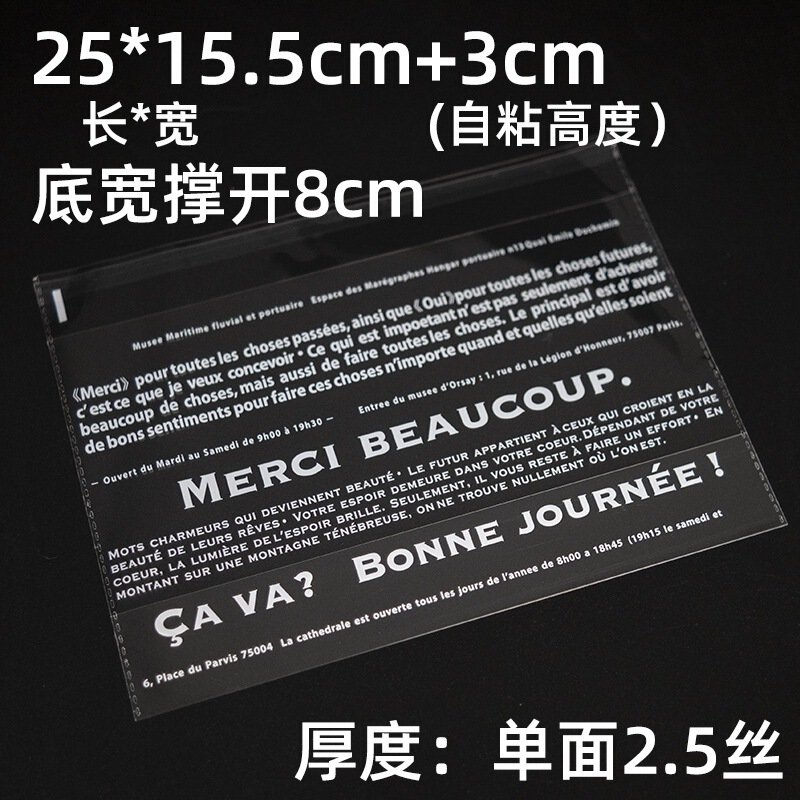 25*15.5cm+3cm
长*宽 (自粘高度)
底宽撑开8cm
Musee Maritime fluvial et portuaire Espace des Marégraphes Hangar portuaire n13 Quai Émile Duchemin
《Merci》 pour toutes les choses passées, ainsi que《Oui》pour toutes les choses futures,
c'est ce que je veux concevoir • Ce qui est impoetant n'est pas seulement d'achever
beaucoup de choses, mais aussi de faire toutes les choses. Le principal est d'avoir
de bons sentiments pour faire ces choses n'importe quand et quelles qu'elles soient
— Ouvert du Mardi au Samedi de 9h00 à 19h30 — Entree du musee d'Orsay : 1, rue de la Légion d'Honneur, 75007 Paris.
MERCI BEAUCOUP.
MOTS CHARMEURS QUI DEVIENNENT BEAUTÉ • LE FUTUR APPARTIENT À CEUX QUI CROIENT EN LA
BEAUTÉ DE LEURS RÊVES • VOTRE ESPOIR DEMEURE DANS VOTRE COEUR. DÉPENDANT DE VOTRE
COEUR, LA LUMIÈRE DE L'ESPOIR BRILLE. SEULEMENT, IL VOUS RESTE À FAIRE UN EFFORT • EN
MONTANT SUR UNE MONTAGNE TÉNÉBREUSE, ON NE TROUVE NULLEMENT OÙ L'ON EST.
ÇA VA? BONNE JOURNÉE!
6, Place du Parvis 75004 La cathedrale est ouverte tous les jours de l'annee de 8h00 a 18h45 (19h15 le samedi et
厚度：单面2.5丝